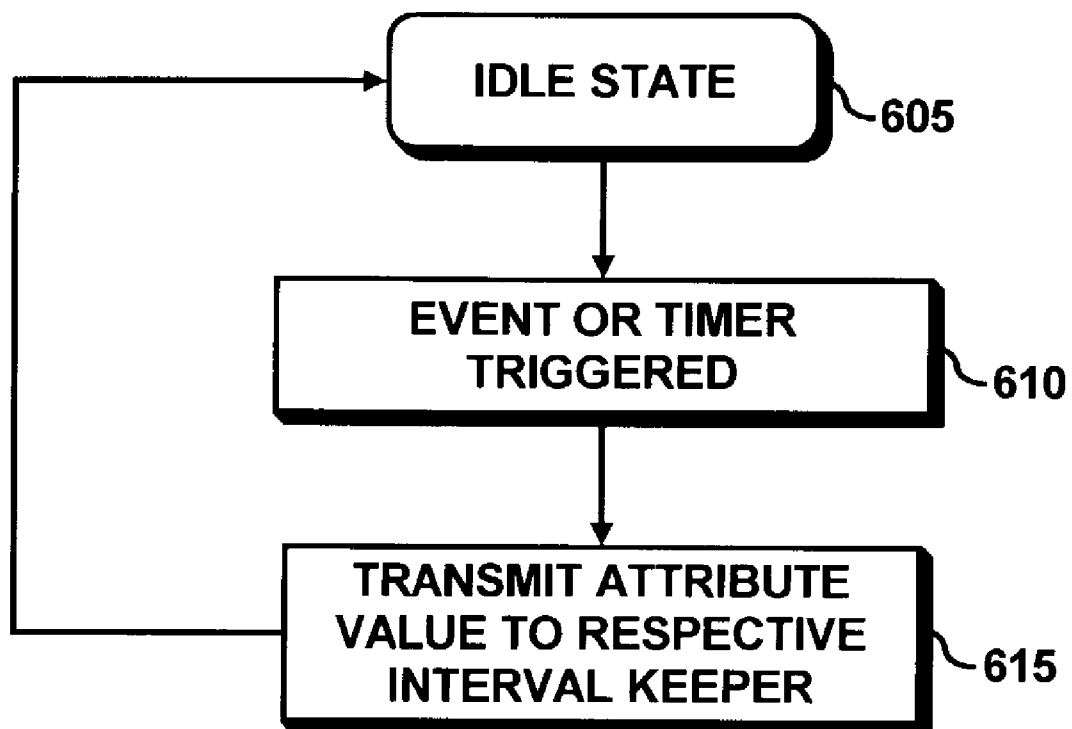 IDLE STATE
605
EVENT OR TIMER
TRIGGERED
610
TRANSMIT ATTRIBUTE
VALUE TO RESPECTIVE
INTERVAL KEEPER
615